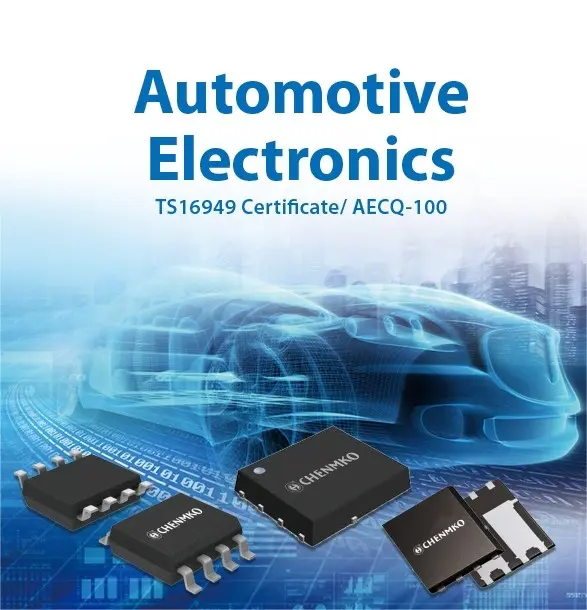 Automotive
Electronics
TS16949 Certificate/ AECQ-100
CHENMKO
CHENMKO
CHENMKO